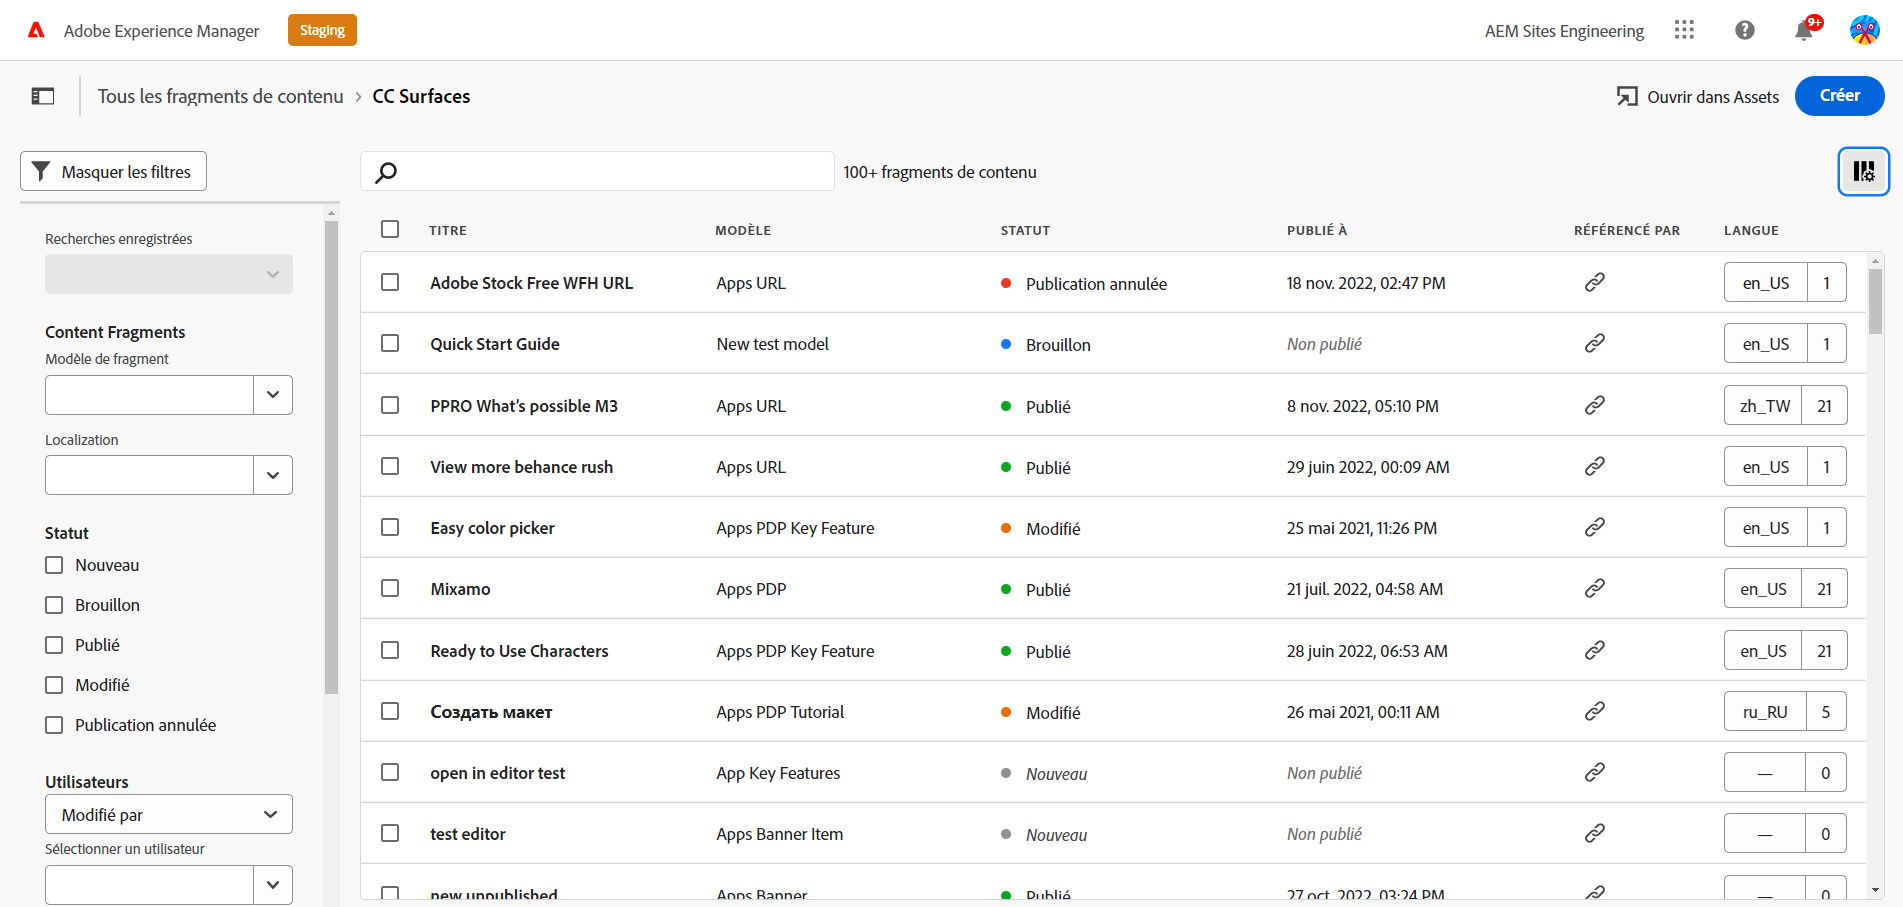 Adobe Experience Manager Staging AEM Sites Engineering 9+
Tous les fragments de contenu › CC Surfaces Ouvrir dans Assets Créer
Masquer les filtres 100+ fragments de contenu
Recherches enregistrées
Content Fragments
Modèle de fragment
Localization
Statut
Nouveau
Brouillon
Publié
Modifié
Publication annulée
Utilisateurs
Modifié par
Sélectionner un utilisateur
TITRE MODÈLE STATUT PUBLIÉ À RÉFÉRENCÉ PAR LANGUE
Adobe Stock Free WFH URL Apps URL Publication annulée 18 nov. 2022, 02:47 PM en_US 1
Quick Start Guide New test model Brouillon Non publié en_US 1
PPRO What’s possible M3 Apps URL Publié 8 nov. 2022, 05:10 PM zh_TW 21
View more behance rush Apps URL Publié 29 juin 2022, 00:09 AM en_US 1
Easy color picker Apps PDP Key Feature Modifié 25 mai 2021, 11:26 PM en_US 1
Mixamo Apps PDP Publié 21 juil. 2022, 04:58 AM en_US 21
Ready to Use Characters Apps PDP Key Feature Publié 28 juin 2022, 06:53 AM en_US 21
Создать макет Apps PDP Tutorial Modifié 26 mai 2021, 00:11 AM ru_RU 5
open in editor test App Key Features Nouveau Non publié — 0
test editor Apps Banner Item Nouveau Non publié — 0
new unpublished Apps Banner Publié 27 oct. 2022, 03:24 PM — 0